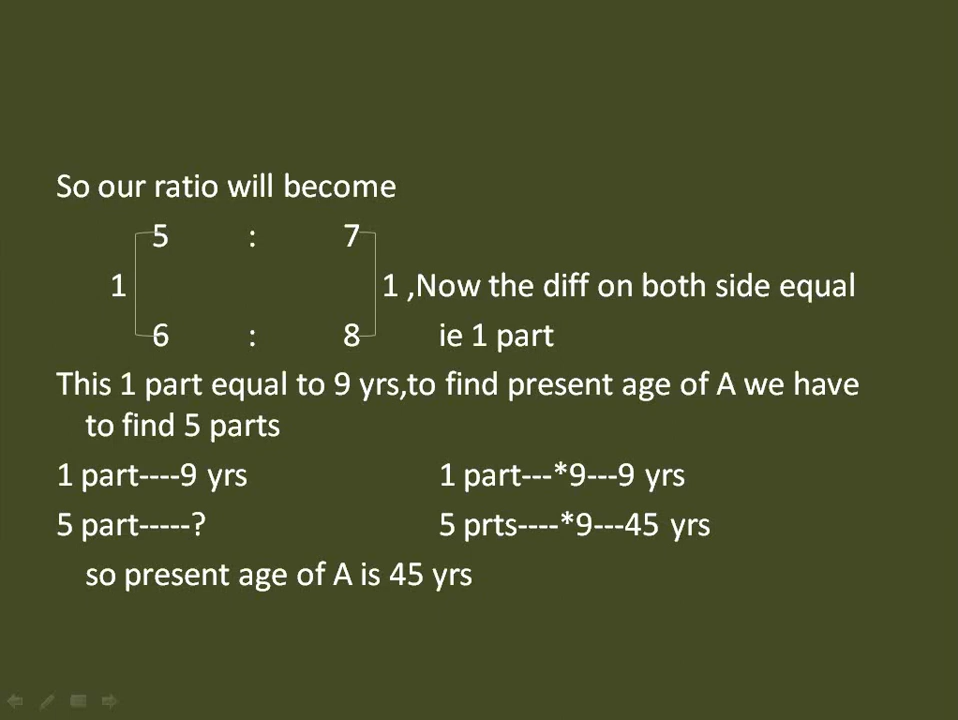 So our ratio will become
5 : 7
1 1 ,Now the diff on both side equal
6 : 8 ie 1 part
This 1 part equal to 9 yrs,to find present age of A we have
to find 5 parts
1 part----9 yrs 1 part---*9---9 yrs
5 part-----? 5 prts----*9---45 yrs
so present age of A is 45 yrs